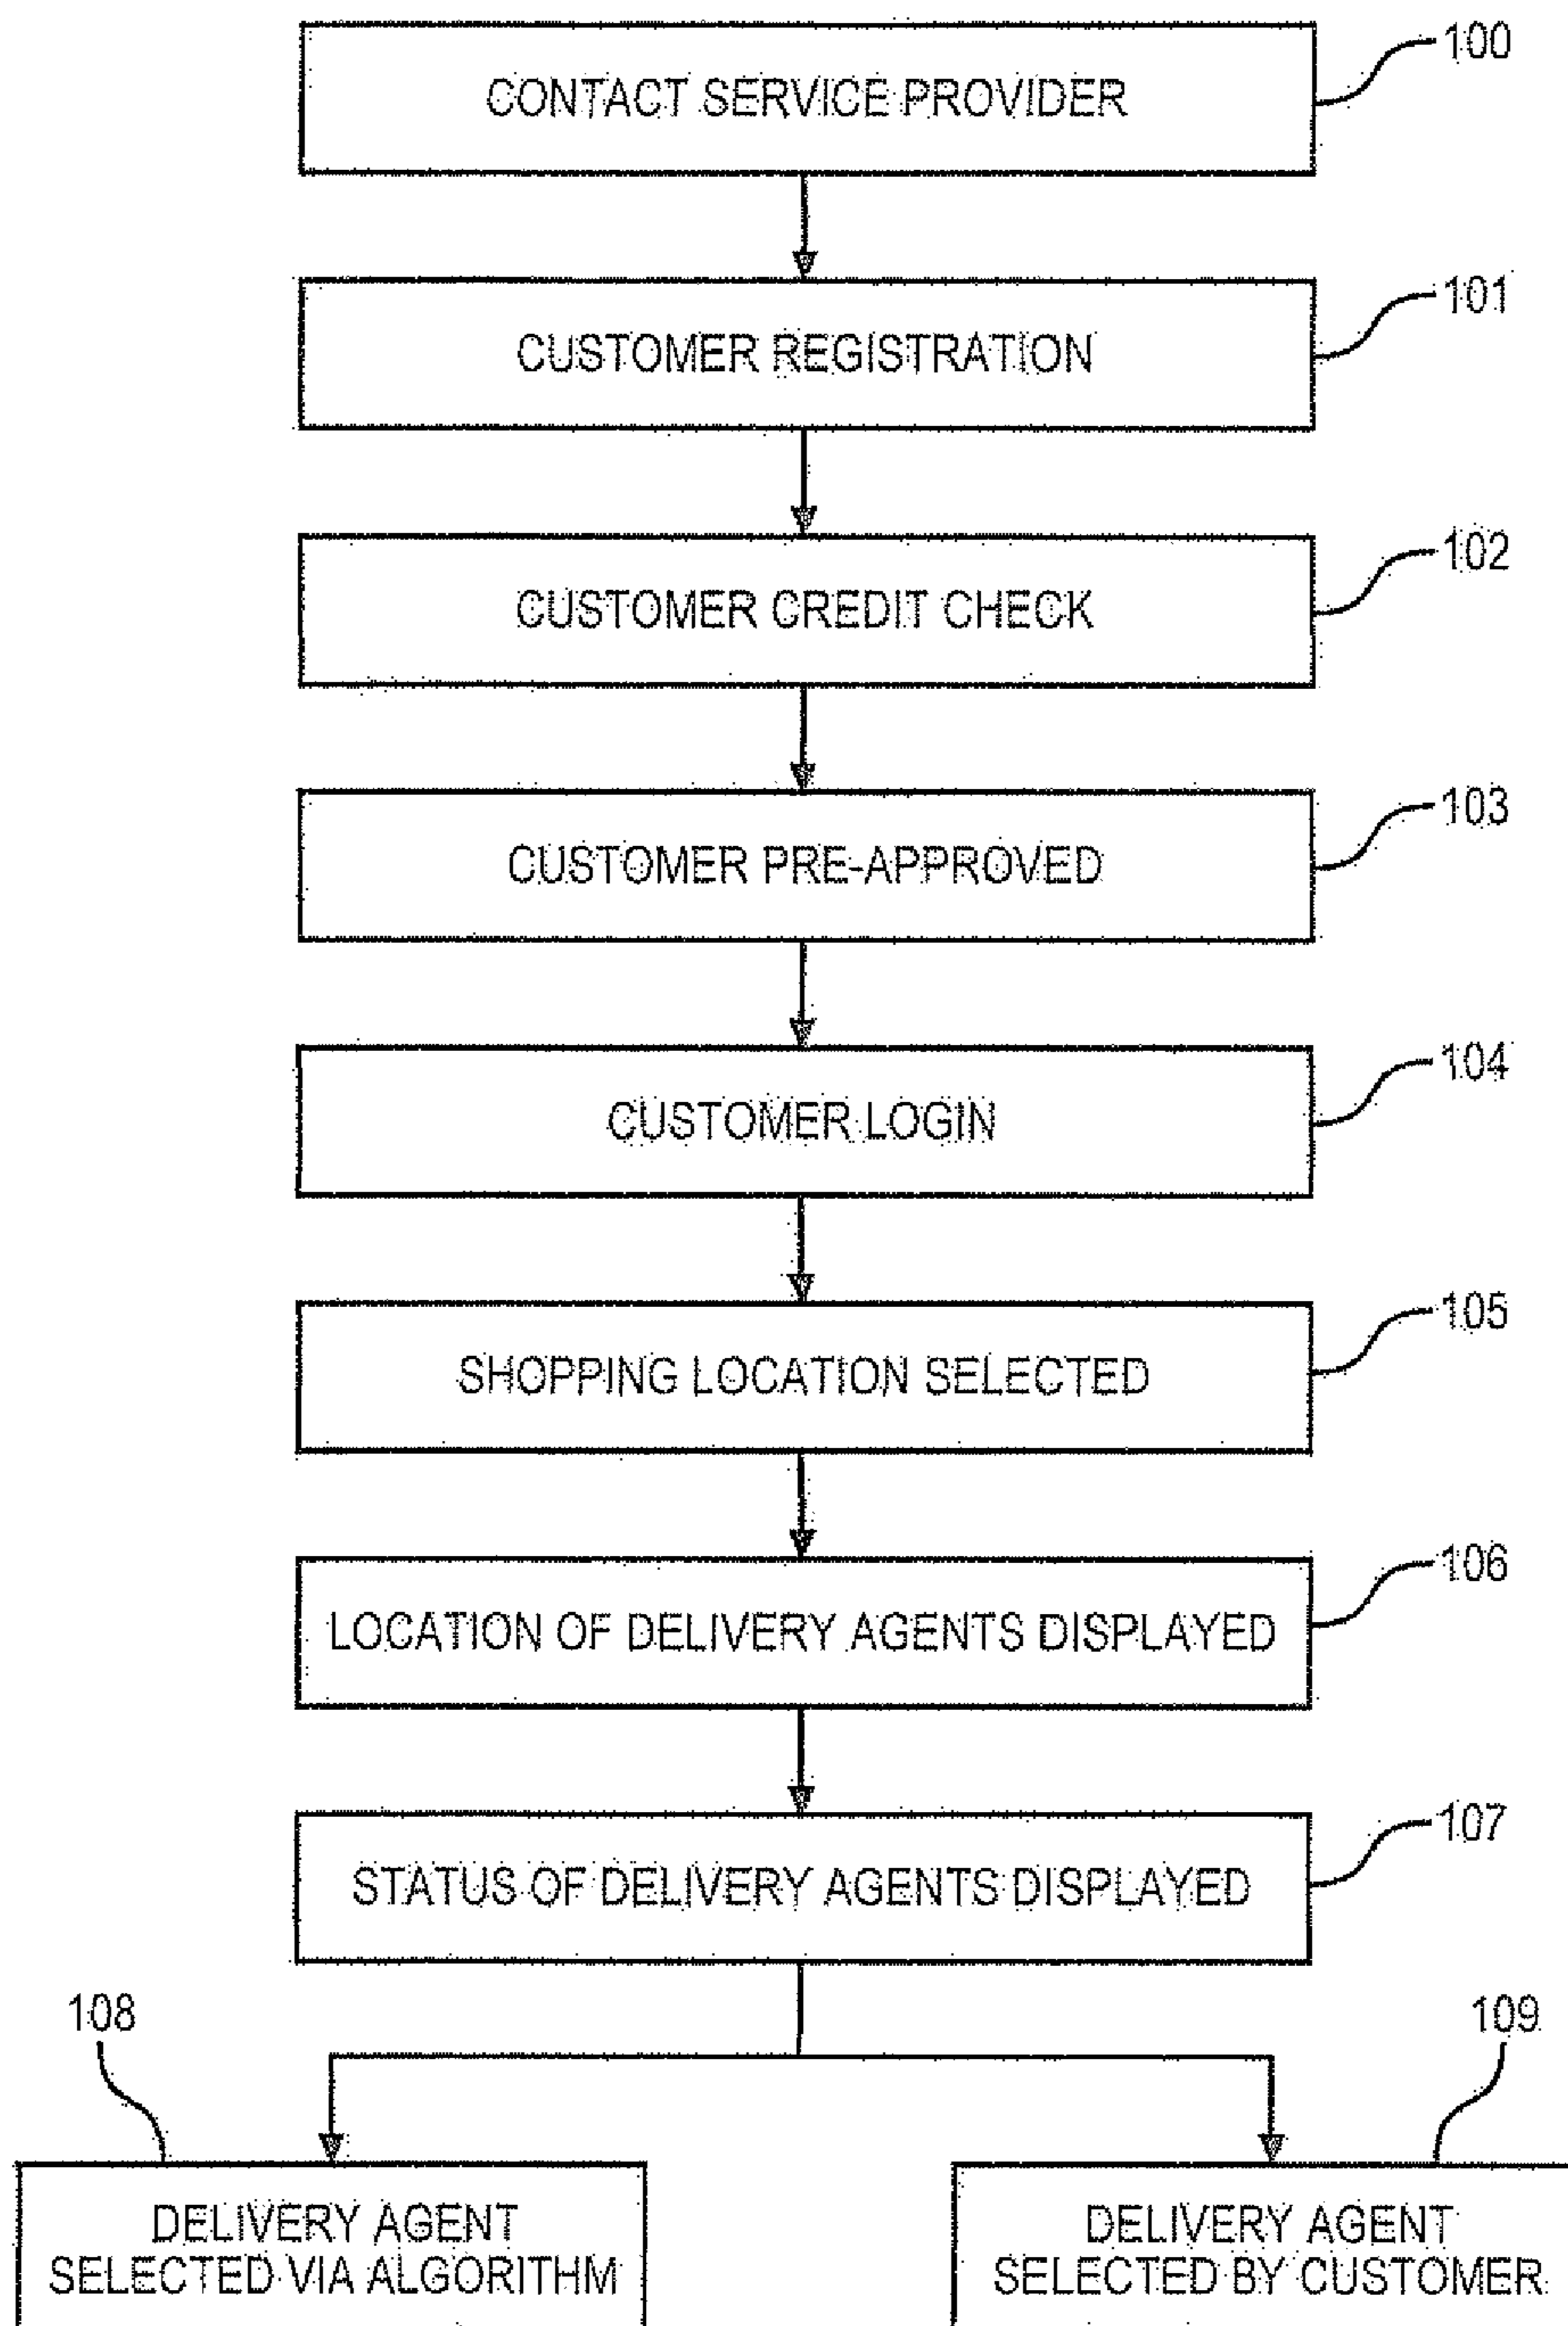 CONTACT SERVICE PROVIDER
100
CUSTOMER REGISTRATION
101
CUSTOMER CREDIT CHECK
102
CUSTOMER PRE-APPROVED
103
CUSTOMER LOGIN
104
SHOPPING LOCATION SELECTED
105
LOCATION OF DELIVERY AGENTS DISPLAYED
106
STATUS OF DELIVERY AGENTS DISPLAYED
107
108
DELIVERY AGENT
SELECTED VIA ALGORITHM
109
DELIVERY AGENT
SELECTED BY CUSTOMER